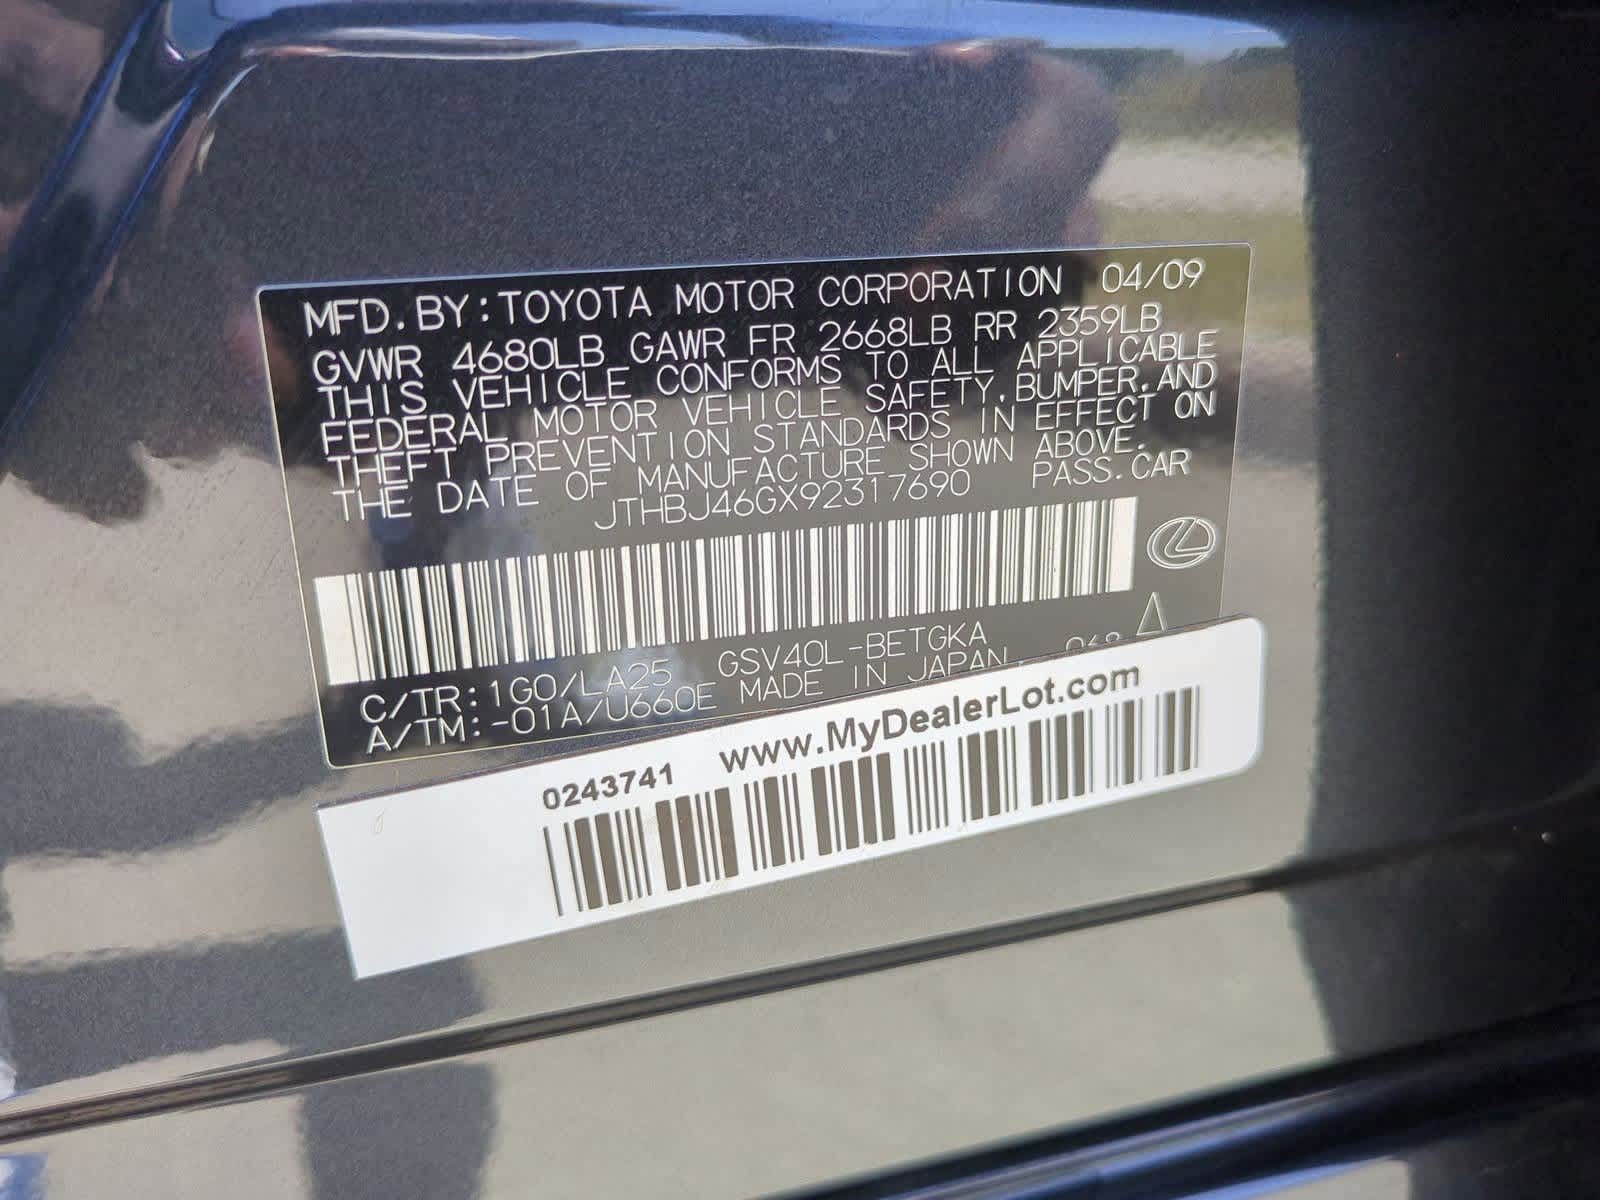 MFD. BY: TOYOTA MOTOR CORPORATION 04/09
GVWR 4680LB GAWR FR 2668LB RR 2359LB
THIS VEHICLE CONFORMS TO ALL APPLICABLE
FEDERAL MOTOR VEHICLE SAFETY, BUMPER, AND
THEFT PREVENTION STANDARDS IN EFFECT ON
THE DATE OF MANUFACTURE SHOWN ABOVE.
JTHBJ46GX92317690 PASS. CAR
C/TR: 1G0/LA25 GSV40L-BETGKA
A/TM: -01A/U660E MADE IN JAPAN
0243741 www.MyDealerLot.com